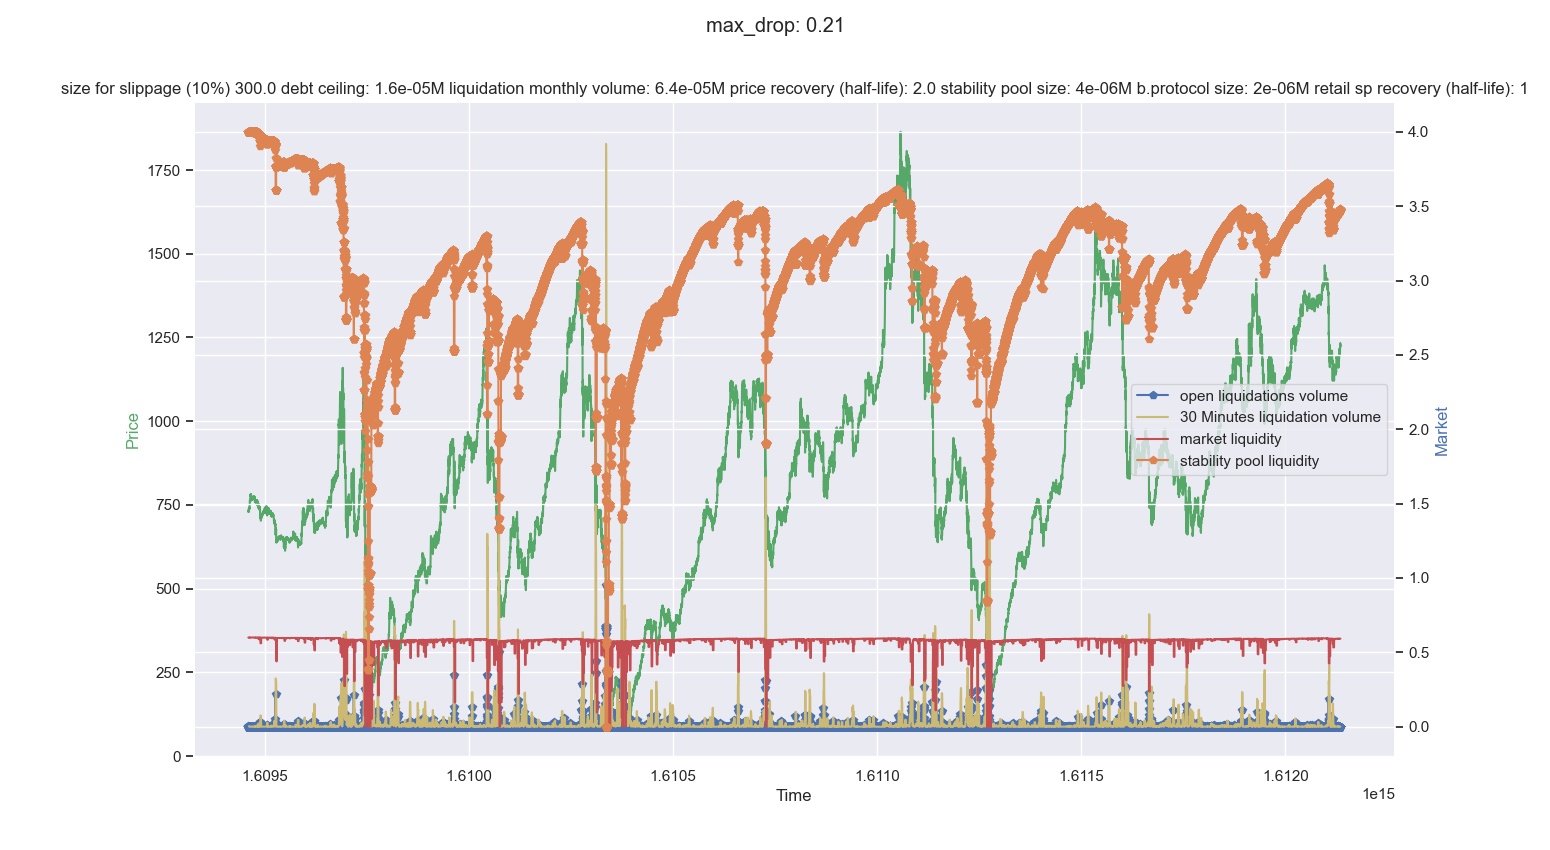 max_drop: 0.21
size for slippage (10%) 300.0 debt ceiling: 1.6e-05M liquidation monthly volume: 6.4e-05M price recovery (half-life): 2.0 stability pool size: 4e-06M b.protocol size: 2e-06M retail sp recovery (half-life): 1
1750
1500
1250
1000
750
500
250
0
Price
4.0
3.5
3.0
2.5
2.0
1.5
1.0
0.5
0.0
Market
open liquidations volume
30 Minutes liquidation volume
market liquidity
stability pool liquidity
1.6095 1.6100 1.6105 1.6110 1.6115 1.6120
Time
1e15